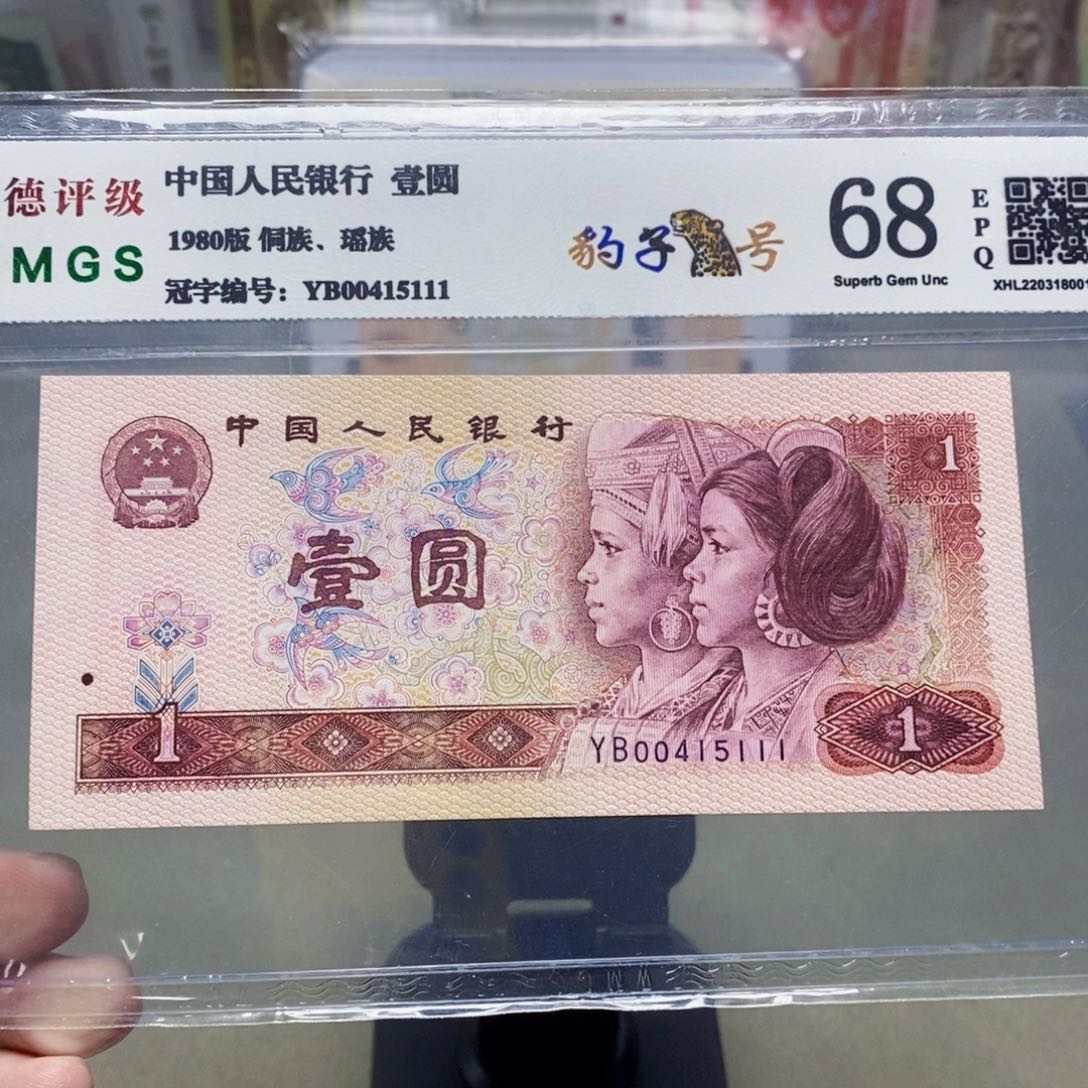 德评级
MGS
中国人民银行 壹圆
1980版 侗族、瑶族
冠字编号：YB00415111
豹子号
68
Superb Gem Unc
EPQ
XHL22031800
中国人民银行
壹圆
1
1
1
YB00415111